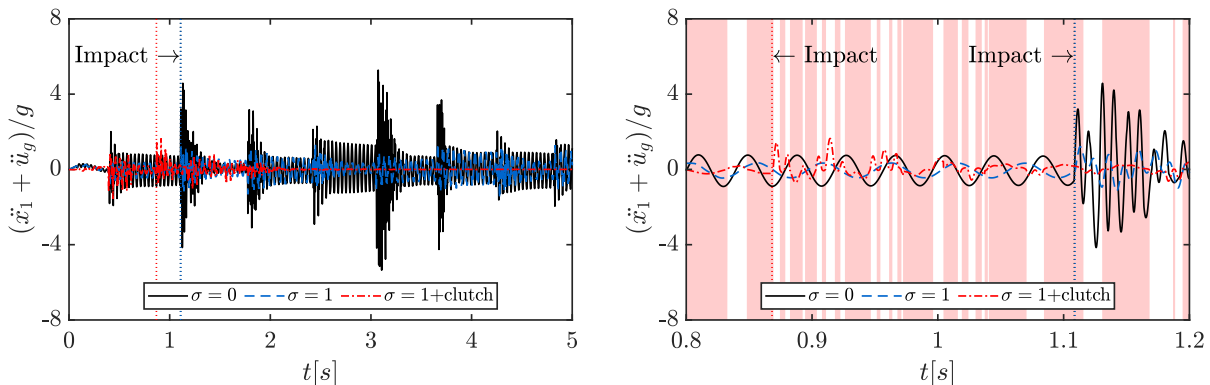 8
4
0
-4
-8
(ẍ₁ + ü_g)/g
Impact →
σ = 0 σ = 1 σ = 1+clutch
0 1 2 3 4 5
t[s]
8
4
0
-4
-8
(ẍ₁ + ü_g)/g
← Impact Impact →
σ = 0 σ = 1 σ = 1+clutch
0.8 0.9 1 1.1 1.2
t[s]